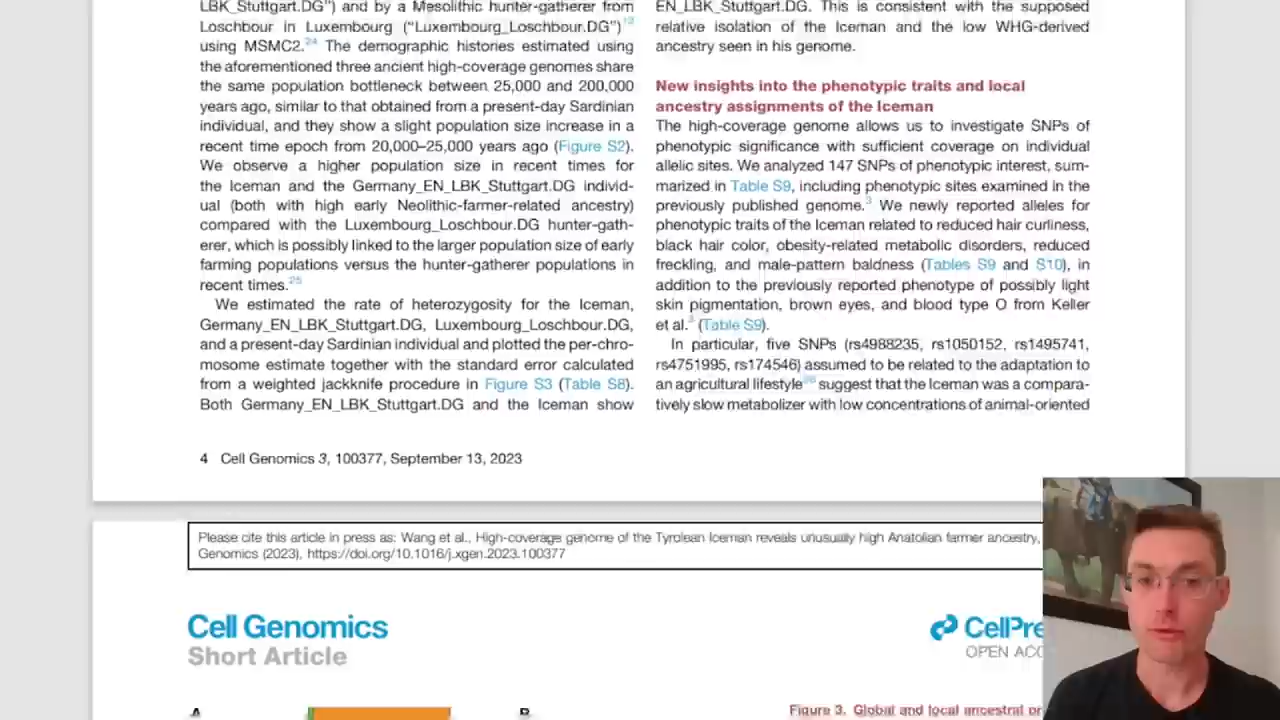 LBK_Stuttgart.DG") and by a Mesolithic hunter-gatherer from
Loschbour in Luxembourg ("Luxembourg_Loschbour.DG")
using MSMC2.24 The demographic histories estimated using
the aforementioned three ancient high-coverage genomes share
the same population bottleneck between 25,000 and 200,000
years ago, similar to that obtained from a present-day Sardinian
individual, and they show a slight population size increase in a
recent time epoch from 20,000–25,000 years ago (Figure S2).
We observe a higher population size in recent times for
the Iceman and the Germany_EN_LBK_Stuttgart.DG individ-
ual (both with high early Neolithic-farmer-related ancestry)
compared with the Luxembourg_Loschbour.DG hunter-gath-
erer, which is possibly linked to the larger population size of early
farming populations versus the hunter-gatherer populations in
recent times.25
We estimated the rate of heterozygosity for the Iceman,
Germany_EN_LBK_Stuttgart.DG, Luxembourg_Loschbour.DG,
and a present-day Sardinian individual and plotted the per-chro-
mosome estimate together with the standard error calculated
from a weighted jackknife procedure in Figure S3 (Table S8).
Both Germany_EN_LBK_Stuttgart.DG and the Iceman show
EN_LBK_Stuttgart.DG. This is consistent with the supposed
relative isolation of the Iceman and the low WHG-derived
ancestry seen in his genome.
New insights into the phenotypic traits and local
ancestry assignments of the Iceman
The high-coverage genome allows us to investigate SNPs of
phenotypic significance with sufficient coverage on individual
allelic sites. We analyzed 147 SNPs of phenotypic interest, sum-
marized in Table S9, including phenotypic sites examined in the
previously published genome.3 We newly reported alleles for
phenotypic traits of the Iceman related to reduced hair curliness,
black hair color, obesity-related metabolic disorders, reduced
freckling, and male-pattern baldness (Tables S9 and S10), in
addition to the previously reported phenotype of possibly light
skin pigmentation, brown eyes, and blood type O from Keller
et al.3 (Table S9).
In particular, five SNPs (rs4988235, rs1050152, rs1495741,
rs4751995, rs174546) assumed to be related to the adaptation to
an agricultural lifestyle suggest that the Iceman was a compara-
tively slow metabolizer with low concentrations of animal-oriented
4 Cell Genomics 3, 100377, September 13, 2023
Please cite this article in press as: Wang et al., High-coverage genome of the Tyrolean Iceman reveals unusually high Anatolian farmer ancestry,
Genomics (2023), https://doi.org/10.1016/j.xgen.2023.100377
Cell Genomics
Short Article
CellPre
OPEN ACC
A
B
Figure 3. Global and local ancestral pr